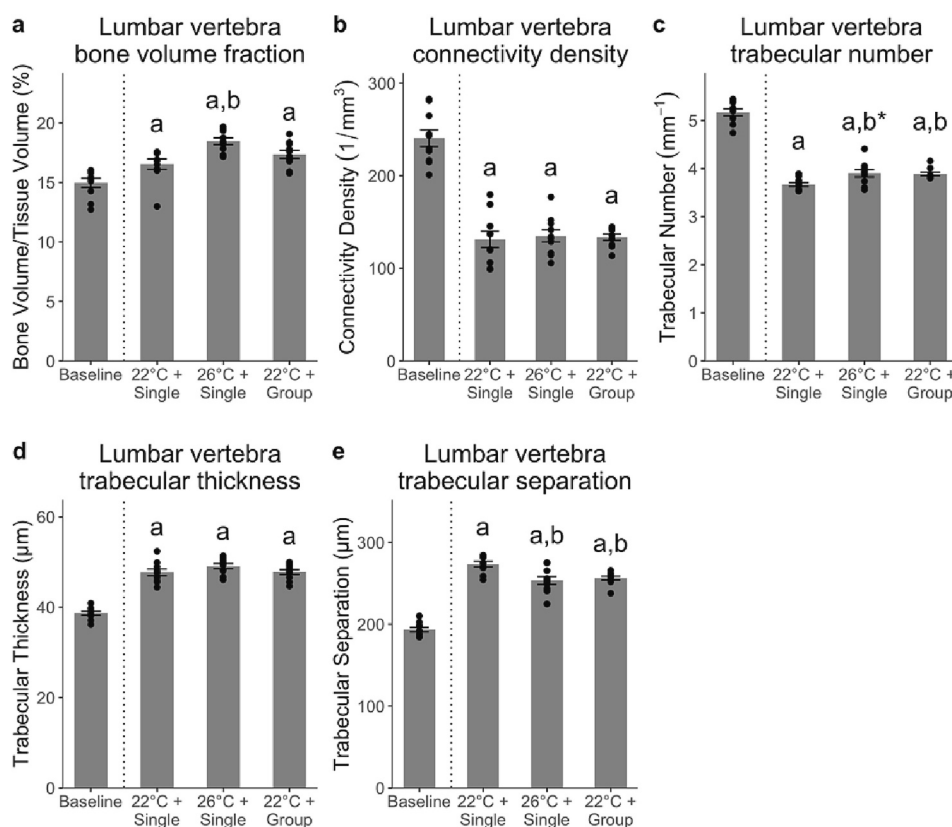 a
Lumbar vertebra
bone volume fraction
Bone Volume/Tissue Volume (%)
20
15
10
5
0
a
a,b
a
Baseline
22°C +
Single
26°C +
Single
22°C +
Group
b
Lumbar vertebra
connectivity density
Connectivity Density (1/mm³)
300
200
100
0
a
a
a
Baseline
22°C +
Single
26°C +
Single
22°C +
Group
c
Lumbar vertebra
trabecular number
Trabecular Number (mm⁻¹)
5
4
3
2
1
0
a
a,b*
a,b
Baseline
22°C +
Single
26°C +
Single
22°C +
Group
d
Lumbar vertebra
trabecular thickness
Trabecular Thickness (µm)
60
40
20
0
a
a
a
Baseline
22°C +
Single
26°C +
Single
22°C +
Group
e
Lumbar vertebra
trabecular separation
Trabecular Separation (µm)
300
200
100
0
a
a,b
a,b
Baseline
22°C +
Single
26°C +
Single
22°C +
Group